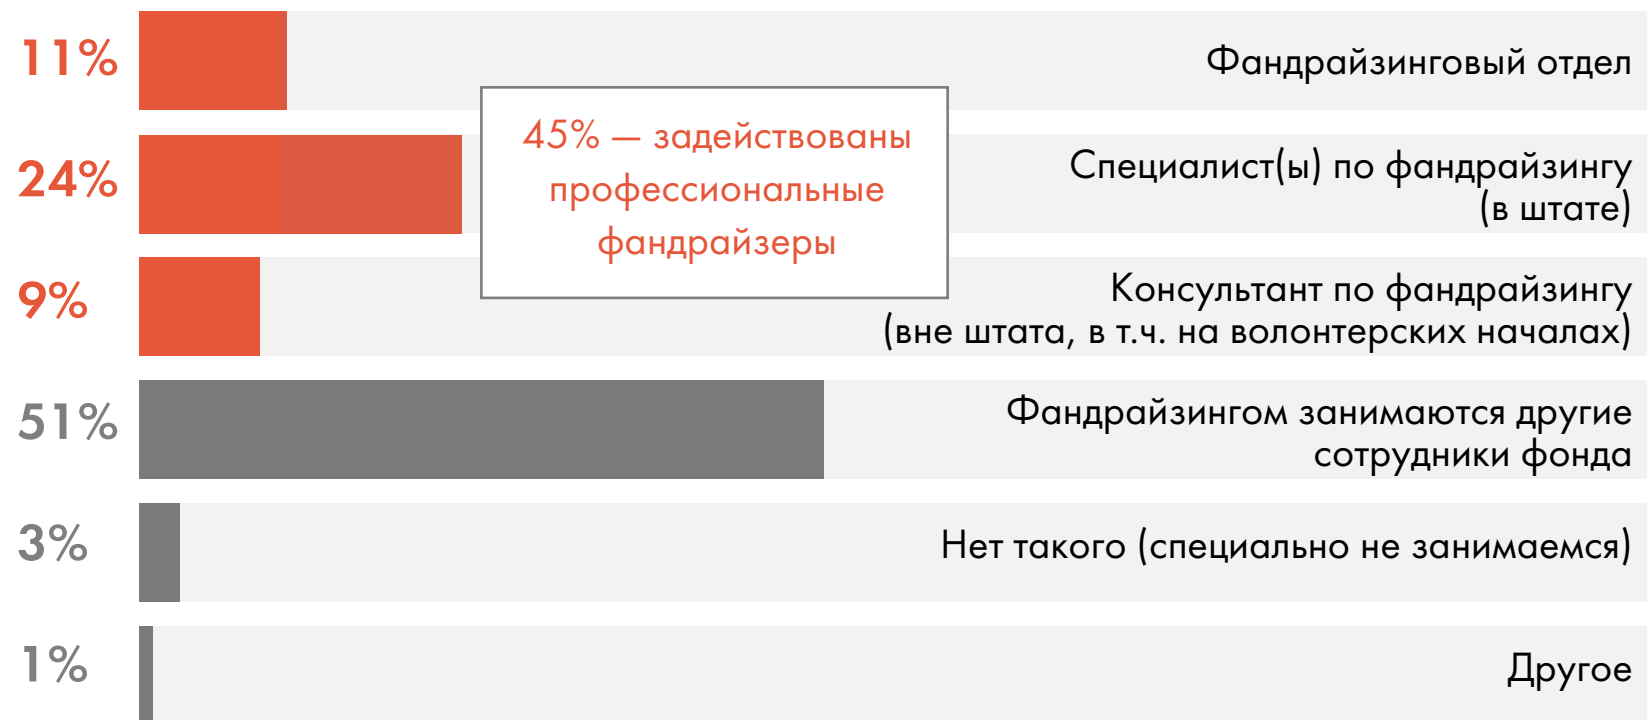 11%
Фандрайзинговый отдел
45% — задействованы
профессиональные
фандрайзеры
24%
Специалист(ы) по фандрайзингу
(в штате)
9%
Консультант по фандрайзингу
(вне штата, в т.ч. на волонтерских началах)
51%
Фандрайзингом занимаются другие
сотрудники фонда
3%
Нет такого (специально не занимаемся)
1%
Другое